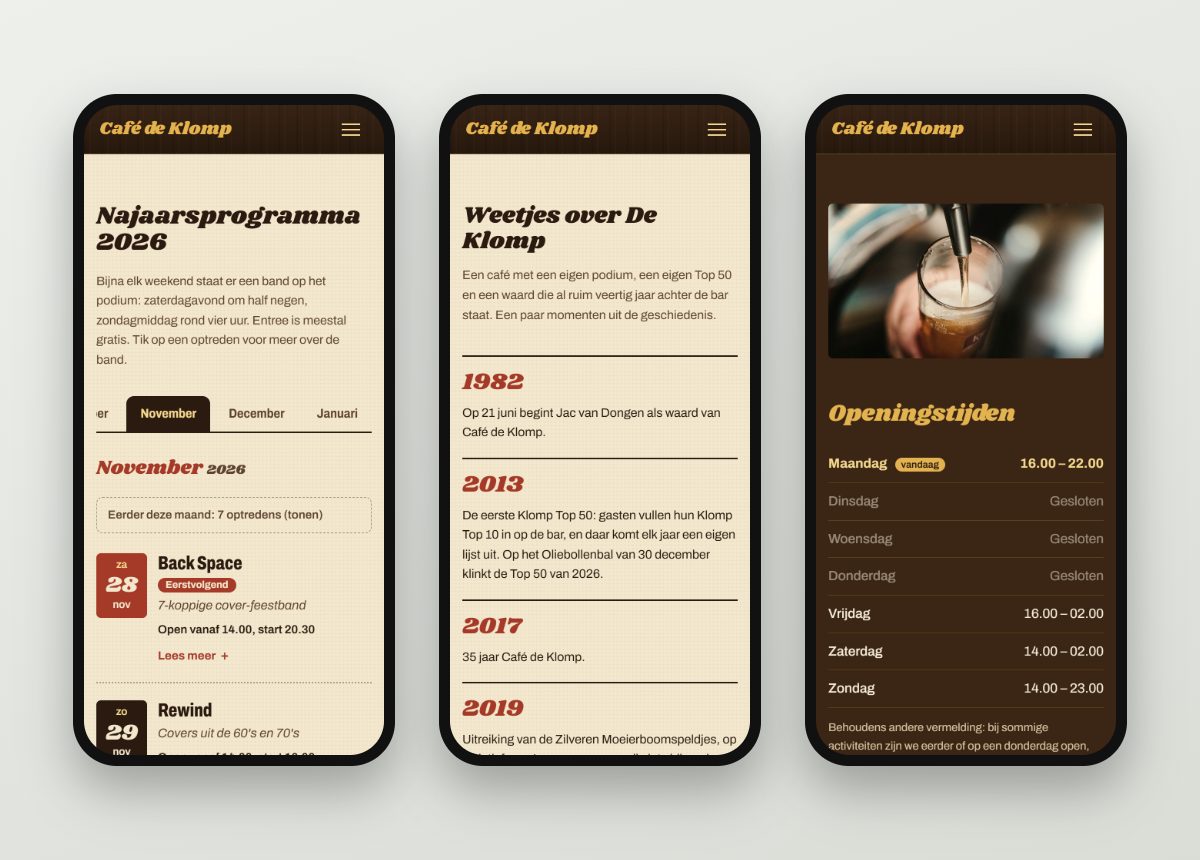 Café de Klomp
Najaarsprogramma
2026
Bijna elk weekend staat er een band op het
podium: zaterdagavond om half negen,
zondagmiddag rond vier uur. Entree is meestal
gratis. Tik op een optreden voor meer over de
band.
er November December Januari
November 2026
Eerder deze maand: 7 optredens (tonen)
za
28
nov
Back Space
Eerstvolgend
7-koppige cover-feestband
Open vanaf 14.00, start 20.30
Lees meer +
zo
29
nov
Rewind
Covers uit de 60's en 70's
Café de Klomp
Weetjes over De
Klomp
Een café met een eigen podium, een eigen Top 50
en een waard die al ruim veertig jaar achter de bar
staat. Een paar momenten uit de geschiedenis.
1982
Op 21 juni begint Jac van Dongen als waard van
Café de Klomp.
2013
De eerste Klomp Top 50: gasten vullen hun Klomp
Top 10 in op de bar, en daar komt elk jaar een eigen
lijst uit. Op het Oliebollenbal van 30 december
klinkt de Top 50 van 2026.
2017
35 jaar Café de Klomp.
2019
Uitreiking van de Zilveren Moeierboomspeldjes, op
Café de Klomp
Openingstijden
Maandag vandaag 16.00 – 22.00
Dinsdag Gesloten
Woensdag Gesloten
Donderdag Gesloten
Vrijdag 16.00 – 02.00
Zaterdag 14.00 – 02.00
Zondag 14.00 – 23.00
Behoudens andere vermelding: bij sommige
activiteiten zijn we eerder of op een donderdag open,